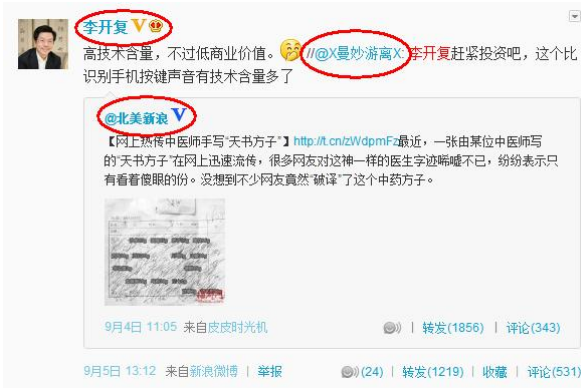 李开复 V
高技术含量，不过低商业价值。 //@X曼妙游离X: 李开复赶紧投资吧，这个比
识别手机按键声音有技术含量多了
@北美新浪 V
【网上热传中医师手写“天书方子”】http://t.cn/zWdpmFz最近，一张由某位中医师写
的“天书方子”在网上迅速流传，很多网友对这神一样的医生字迹唏嘘不已，纷纷表示只
有看着傻眼的份。没想到不少网友竟然“破译”了这个中药方子。
9月4日 11:05 来自皮皮时光机 | 转发(1856) | 评论(343)
9月5日 13:12 来自新浪微博 | 举报 (24) | 转发(1219) | 收藏 | 评论(531)